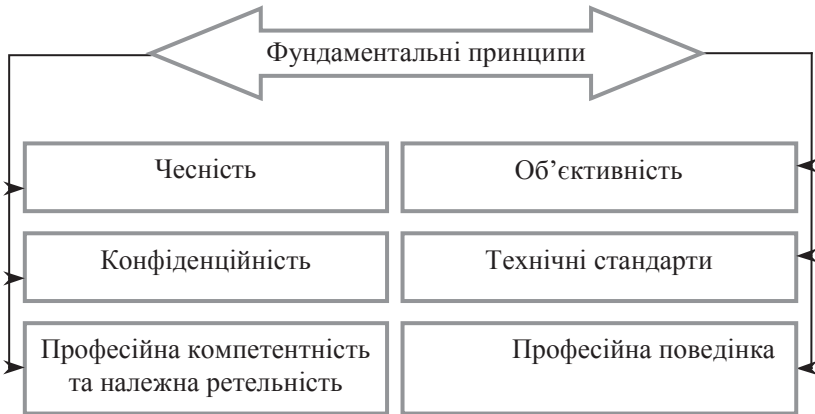 Фундаментальні принципи
Чесність
Об’єктивність
Конфіденційність
Технічні стандарти
Професійна компетентність
та належна ретельність
Професійна поведінка